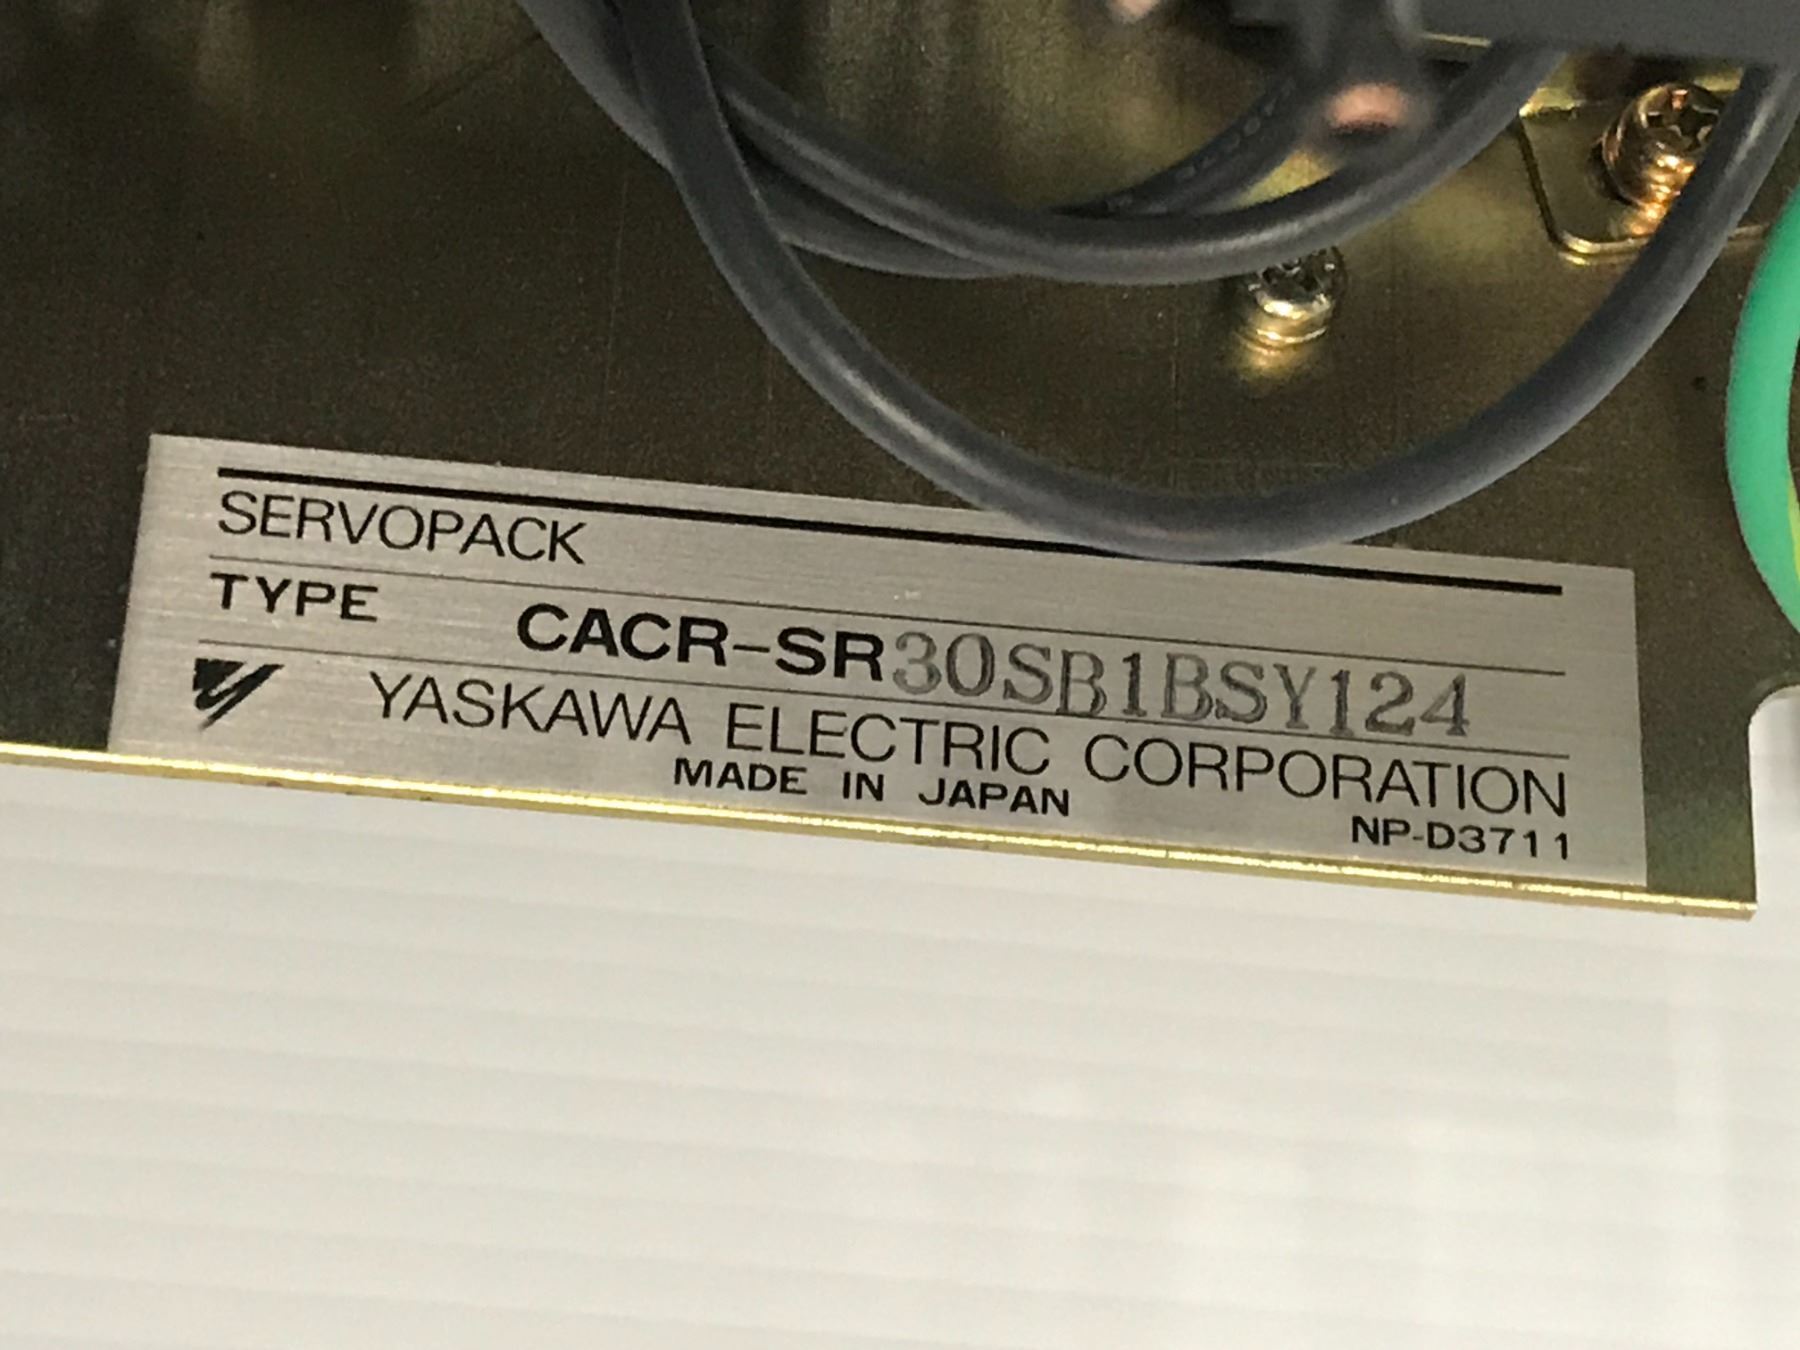 SERVOPACK
TYPE CACR-SR30SB1BSY124
YASKAWA ELECTRIC CORPORATION
MADE IN JAPAN
NP-D3711